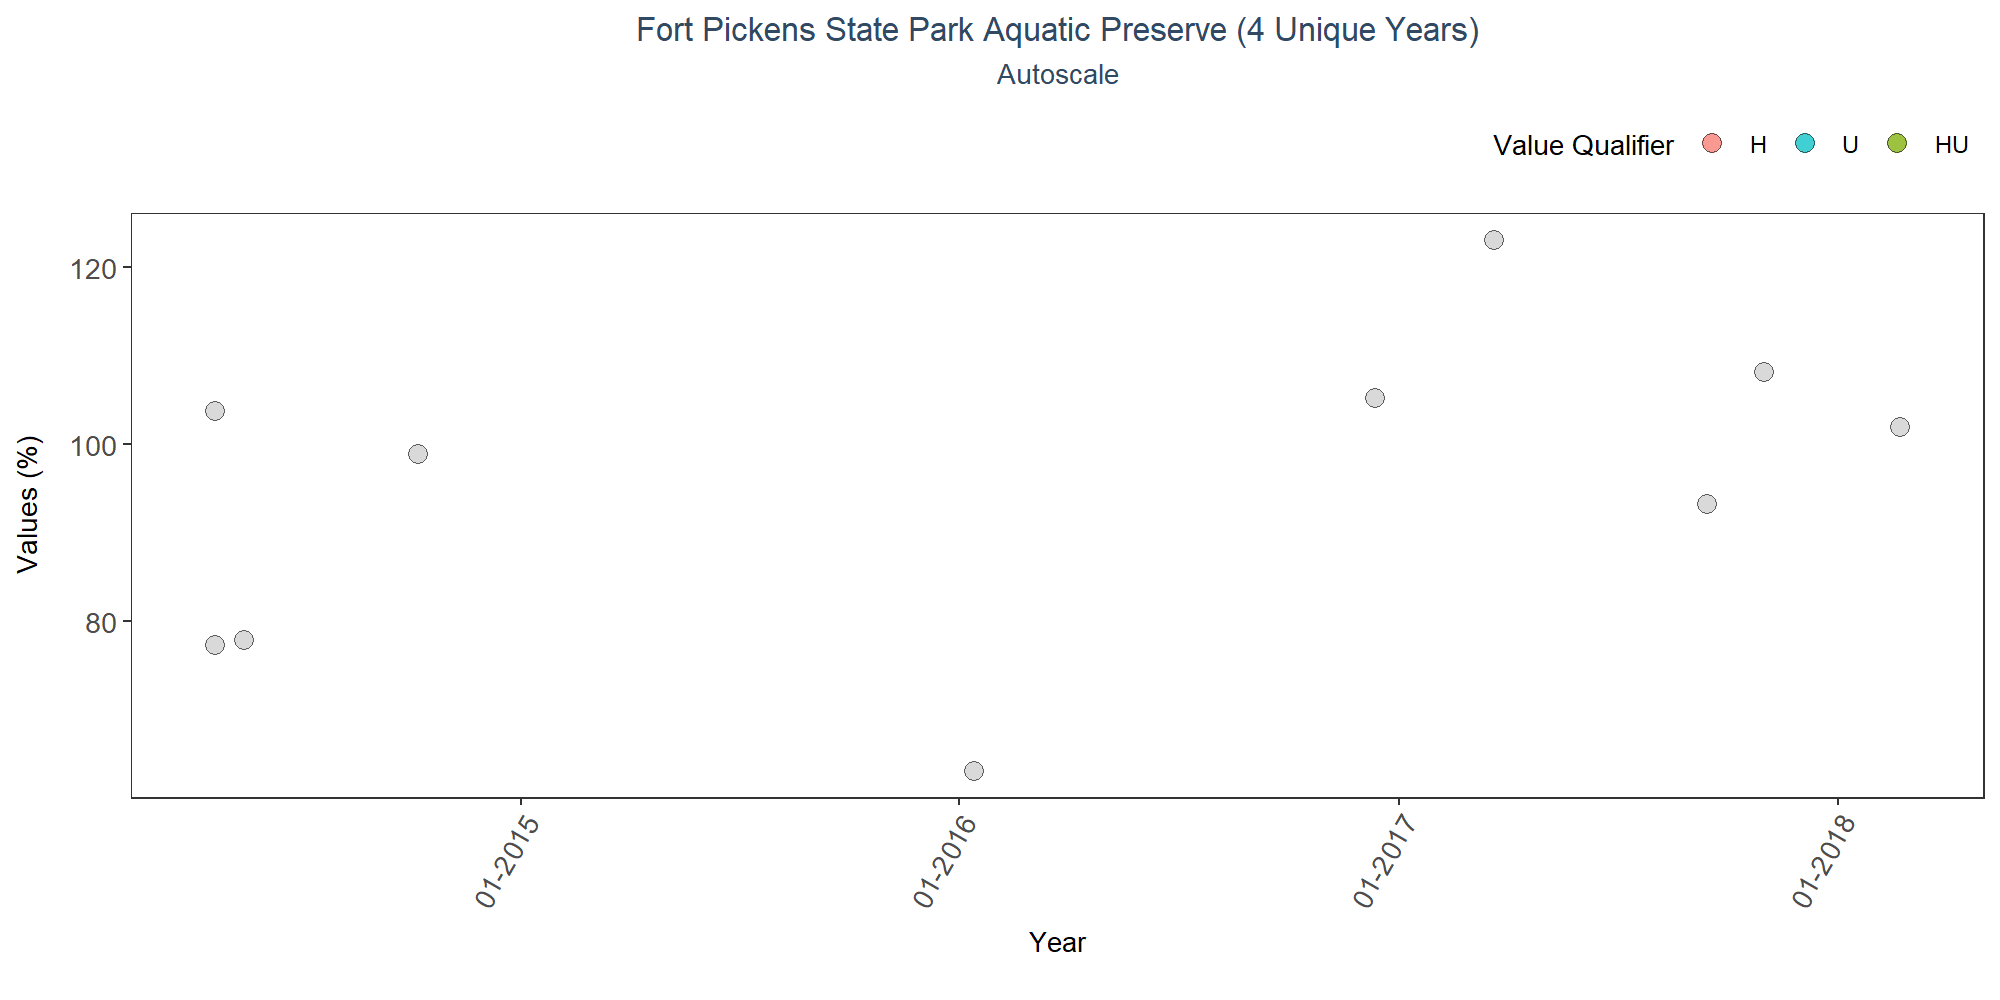 Fort Pickens State Park Aquatic Preserve (4 Unique Years)
Autoscale
Value Qualifier H U HU
Values (%)
120
100
80
01-2015 01-2016 01-2017 01-2018
Year